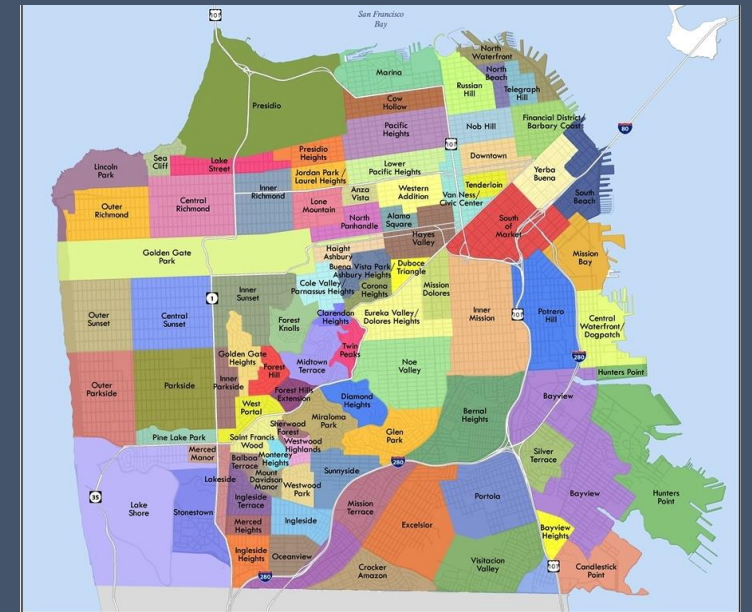 San Francisco
Bay
101
North
Waterfront
Marina
North
Beach
Russian
Hill
Telegraph
Hill
Presidio
Cow
Hollow
Pacific
Heights
Nob Hill
Financial District/
Barbary Coast
80
101
Presidio
Heights
Sea
Cliff
Lake
Street
Lincoln
Park
Downtown
Lower
Pacific Heights
Jordan Park/
Laurel Heights
Yerba
Buena
Tenderloin
Anza
Vista
Western
Addition
Van Ness/
Civic Center
South
Beach
Outer
Richmond
Central
Richmond
Inner
Richmond
Lone
Mountain
North
Panhandle
Alamo
Square
Hayes
Valley
South
of
Market
Golden Gate
Park
Haight
Ashbury
Buena Vista Park/
Ashbury Heights
Duboce
Triangle
Mission
Bay
Cole Valley/
Parnassus Heights
Corona
Heights
Mission
Dolores
1
Inner
Sunset
Outer
Sunset
Central
Sunset
Forest
Knolls
Clarendon
Heights
Eureka Valley/
Dolores Heights
Inner
Mission
101
Potrero
Hill
Central
Waterfront/
Dogpatch
Golden Gate
Heights
Twin
Peaks
280
Midtown
Terrace
Forest
Hill
Noe
Valley
Hunters Point
Outer
Parkside
Parkside
Inner
Parkside
Forest Hills
Extension
Diamond
Heights
Bayview
West
Portal
Miraloma
Park
Bernal
Heights
Pine Lake Park
Saint Francis
Wood
Sherwood
Forest
Glen
Park
Westwood
Highlands
Merced
Manor
Balboa
Terrace
Monterey
Heights
280
Silver
Terrace
Mount
Davidson
Manor
Sunnyside
Lakeside
Westwood
Park
35
Lake
Shore
Stonestown
Ingleside
Terrace
Mission
Terrace
Portola
Bayview
Hunters
Point
Merced
Heights
Ingleside
Excelsior
Bayview
Heights
Ingleside
Heights
Oceanview
280
Crocker
Amazon
Visitacion
Valley
101
Candlestick
Point